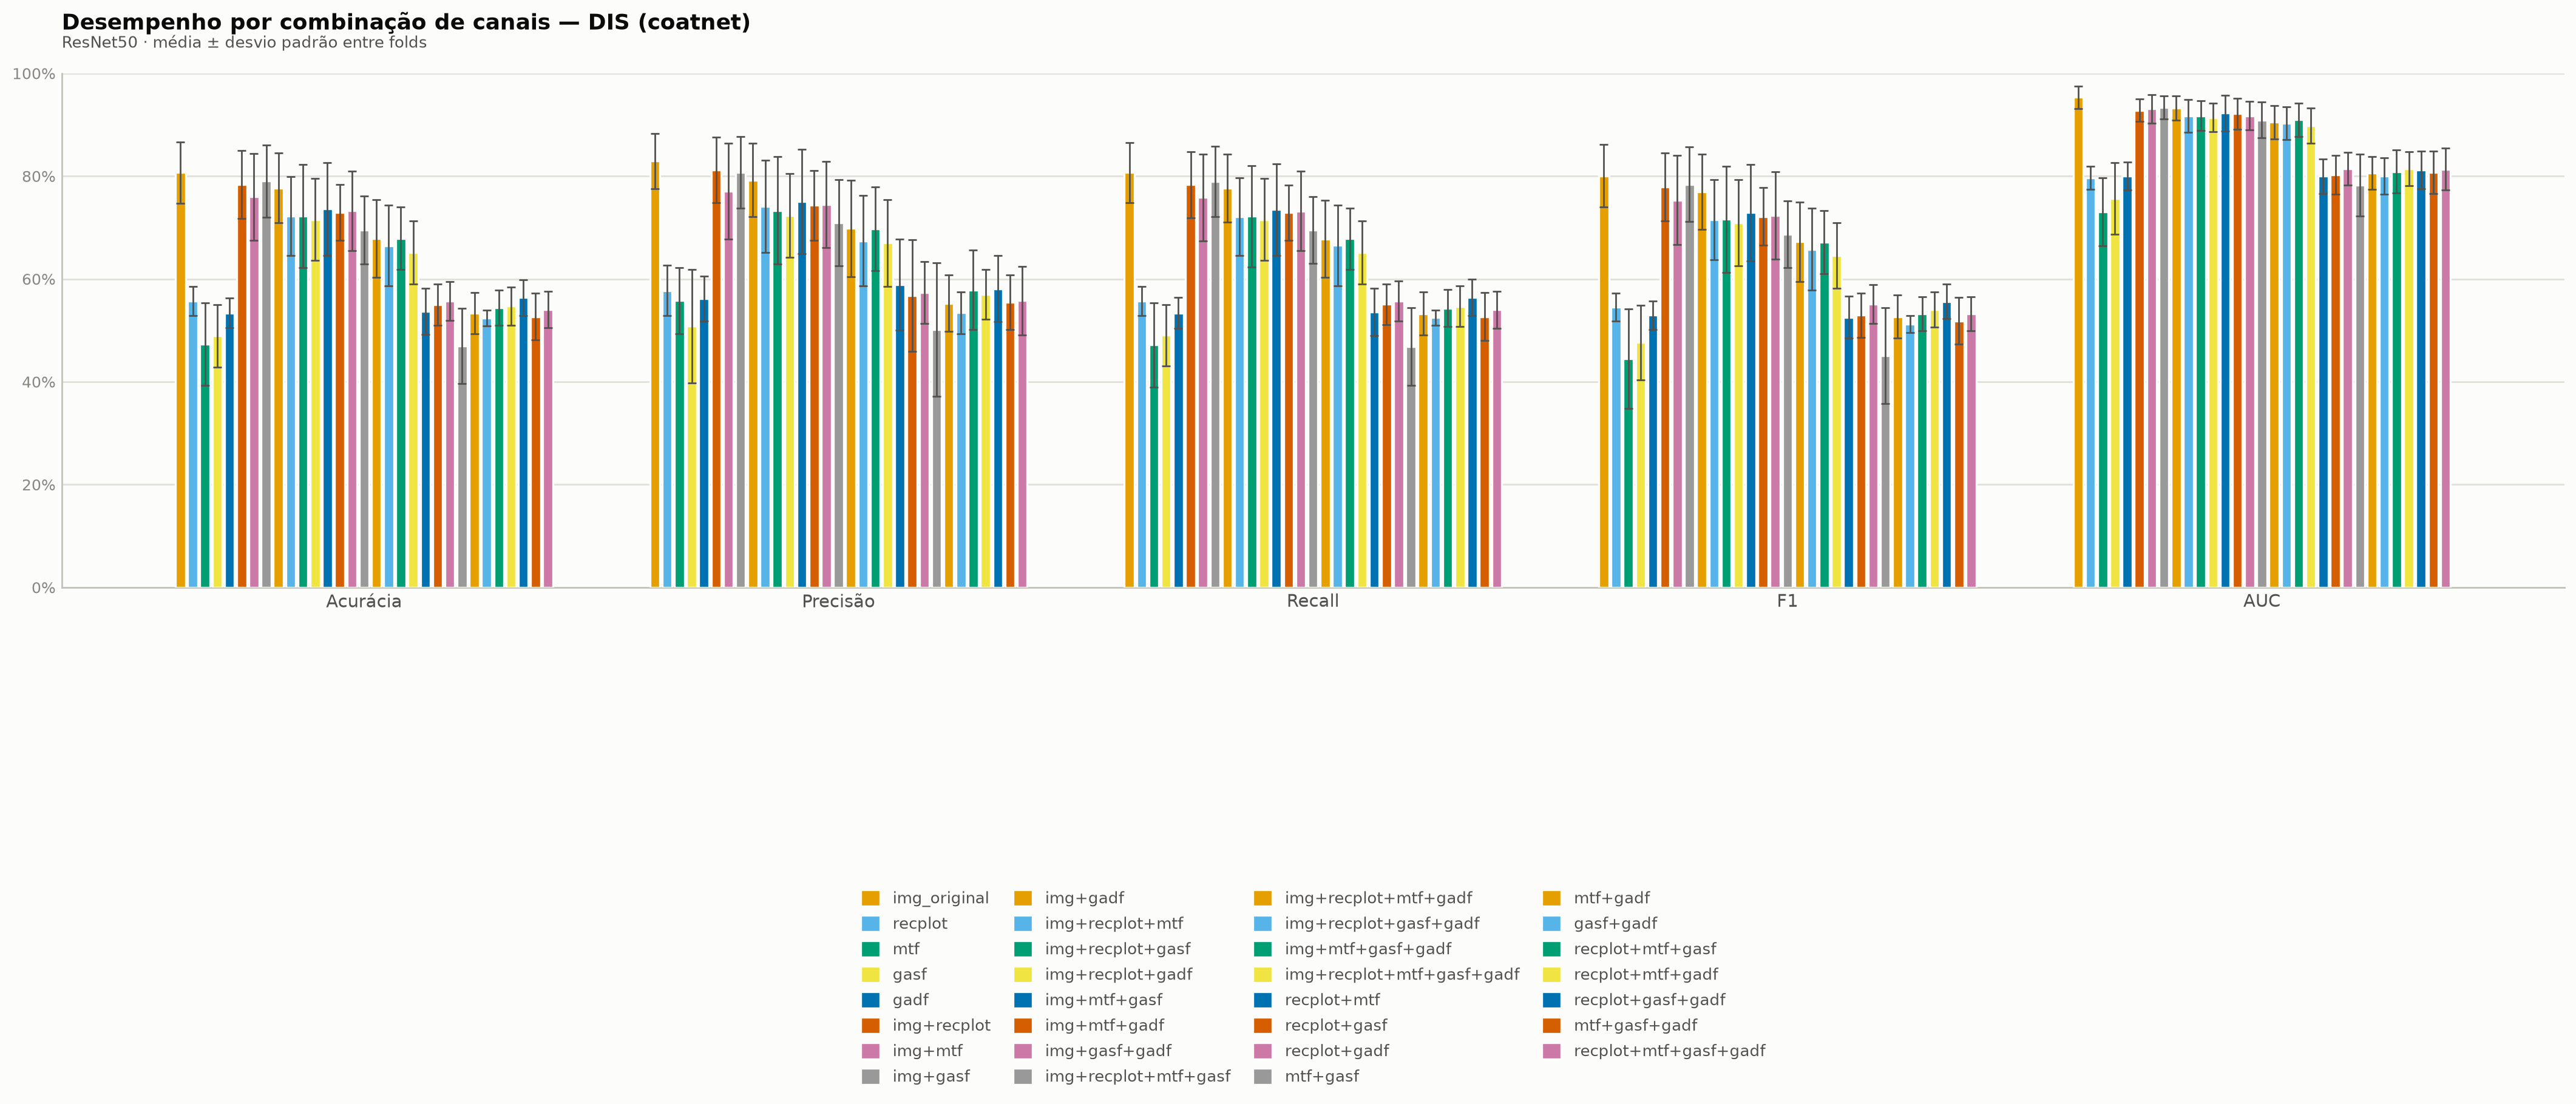 Desempenho por combinação de canais — DIS (coatnet)
ResNet50 · média ± desvio padrão entre folds
100%
80%
60%
40%
20%
0%
Acurácia
Precisão
Recall
F1
AUC
img_original
recplot
mtf
gasf
gadf
img+recplot
img+mtf
img+gasf
img+gadf
img+recplot+mtf
img+recplot+gasf
img+recplot+gadf
img+mtf+gasf
img+mtf+gadf
img+gasf+gadf
img+recplot+mtf+gasf
img+recplot+mtf+gadf
img+recplot+gasf+gadf
img+mtf+gasf+gadf
img+recplot+mtf+gasf+gadf
recplot+mtf
recplot+gasf
recplot+gadf
mtf+gasf
mtf+gadf
gasf+gadf
recplot+mtf+gasf
recplot+mtf+gadf
recplot+gasf+gadf
mtf+gasf+gadf
recplot+mtf+gasf+gadf